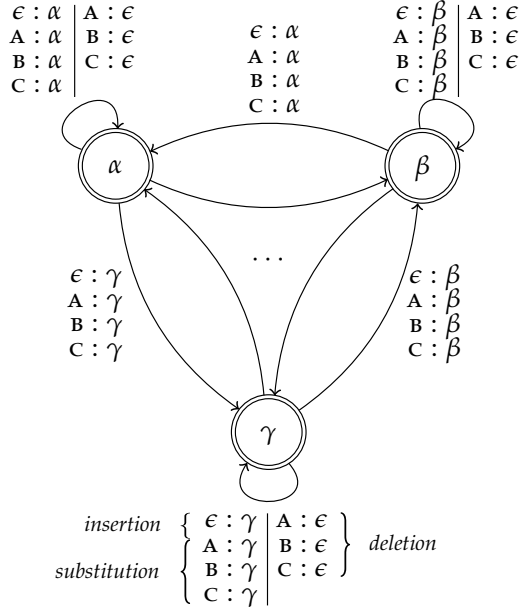 ϵ : α | A : ϵ
A : α | B : ϵ
B : α | C : ϵ
C : α
ϵ : α
A : α
B : α
C : α
ϵ : β | A : ϵ
A : β | B : ϵ
B : β | C : ϵ
C : β
α
β
...
ϵ : γ
A : γ
B : γ
C : γ
ϵ : β
A : β
B : β
C : β
γ
insertion { ϵ : γ | A : ϵ
substitution { A : γ | B : ϵ } deletion
B : γ | C : ϵ
C : γ